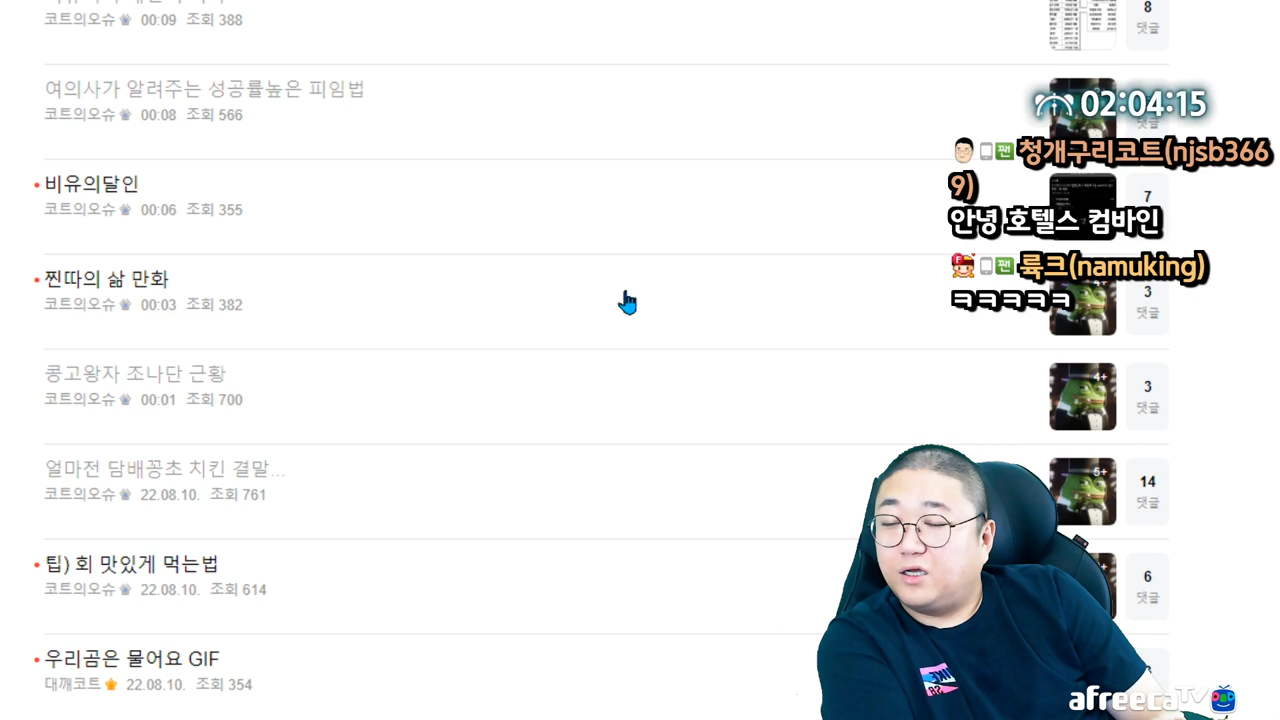 코트의오슈 00:09 조회 388
8
댓글
여의사가 알려주는 성공률높은 피임법
코트의오슈 00:08 조회 566
댓글
02:04:15
청개구리코트(njsb366
9)
안녕 호텔스 컴바인
비유의달인
코트의오슈 00:06 조회 355
7
륙크(namuking)
ㅋㅋㅋㅋㅋ
찐따의 삶 만화
코트의오슈 00:03 조회 382
3
댓글
콩고왕자 조나단 근황
코트의오슈 00:01 조회 700
4+
3
댓글
얼마전 담배꽁초 치킨 결말...
코트의오슈 22.08.10. 조회 761
5+
14
댓글
팁) 회 맛있게 먹는법
코트의오슈 22.08.10. 조회 614
6
댓글
우리곰은 물어요 GIF
대깨코트 22.08.10. 조회 354
afreecaTV